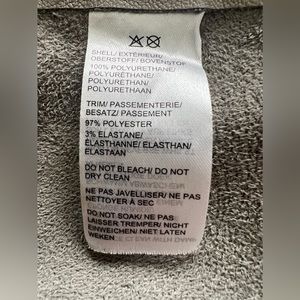 SHELL/ EXTÉRIEUR/
OBERSTOFF/ BOVENSTOF
100% POLYURETHANE/
POLYURÉTHANE/
POLYURETHAN/
POLYURETHAAN
TRIM/ PASSEMENTERIE/
BESATZ/ PASSEMENT
97% POLYESTER
3% ELASTANE/
ÉLASTHANNE/ ELASTHAN/
ELASTAAN
DO NOT BLEACH/ DO NOT
DRY CLEAN
NE PAS JAVELLISER/ NE PAS
NETTOYER À SEC
DO NOT SOAK/ NE PAS
LAISSER TREMPER/ NICHT
EINWEICHEN/ NIET LATEN
WEKEN